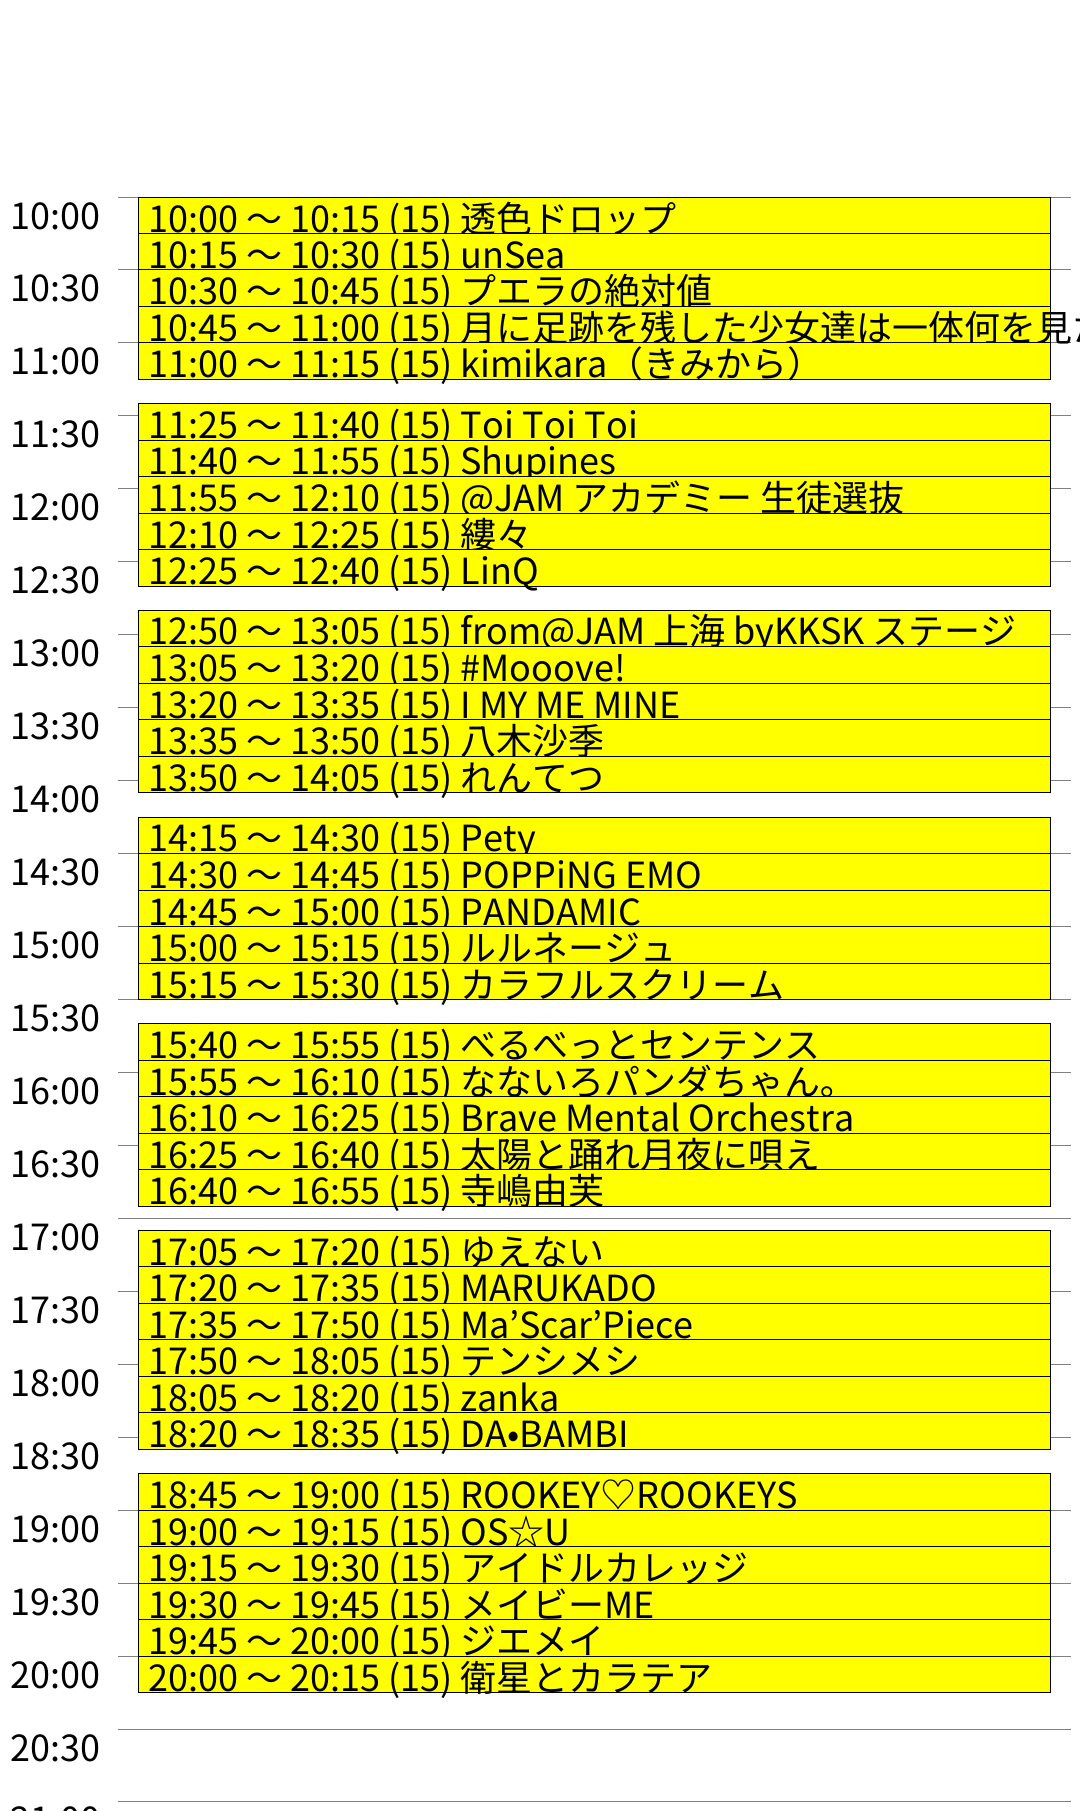 10:00
10:00 ～ 10:15 (15) 透色ドロップ
10:15 ～ 10:30 (15) unSea
10:30
10:30 ～ 10:45 (15) プエラの絶対値
10:45 ～ 11:00 (15) 月に足跡を残した少女達は一体何を見
11:00
11:00 ～ 11:15 (15) kimikara（きみから）
11:30
11:25 ～ 11:40 (15) Toi Toi Toi
11:40 ～ 11:55 (15) Shupines
12:00
11:55 ～ 12:10 (15) @JAM アカデミー 生徒選抜
12:10 ～ 12:25 (15) 縷々
12:30
12:25 ～ 12:40 (15) LinQ
12:50 ～ 13:05 (15) from@JAM 上海 byKKSK ステージ
13:00
13:05 ～ 13:20 (15) #Mooove!
13:20 ～ 13:35 (15) I MY ME MINE
13:30
13:35 ～ 13:50 (15) 八木沙季
13:50 ～ 14:05 (15) れんてつ
14:00
14:15 ～ 14:30 (15) Pety
14:30
14:30 ～ 14:45 (15) POPPiNG EMO
14:45 ～ 15:00 (15) PANDAMIC
15:00
15:00 ～ 15:15 (15) ルルネージュ
15:15 ～ 15:30 (15) カラフルスクリーム
15:30
15:40 ～ 15:55 (15) べるべっとセンテンス
16:00
15:55 ～ 16:10 (15) なないろパンダちゃん。
16:10 ～ 16:25 (15) Brave Mental Orchestra
16:30
16:25 ～ 16:40 (15) 太陽と踊れ月夜に唄え
16:40 ～ 16:55 (15) 寺嶋由芙
17:00
17:05 ～ 17:20 (15) ゆえない
17:20 ～ 17:35 (15) MARUKADO
17:30
17:35 ～ 17:50 (15) Ma’Scar’Piece
17:50 ～ 18:05 (15) テンシメシ
18:00
18:05 ～ 18:20 (15) zanka
18:20 ～ 18:35 (15) DA•BAMBI
18:30
18:45 ～ 19:00 (15) ROOKEY♡ROOKEYS
19:00
19:00 ～ 19:15 (15) OS☆U
19:15 ～ 19:30 (15) アイドルカレッジ
19:30
19:30 ～ 19:45 (15) メイビーME
19:45 ～ 20:00 (15) ジエメイ
20:00
20:00 ～ 20:15 (15) 衛星とカラテア
20:30